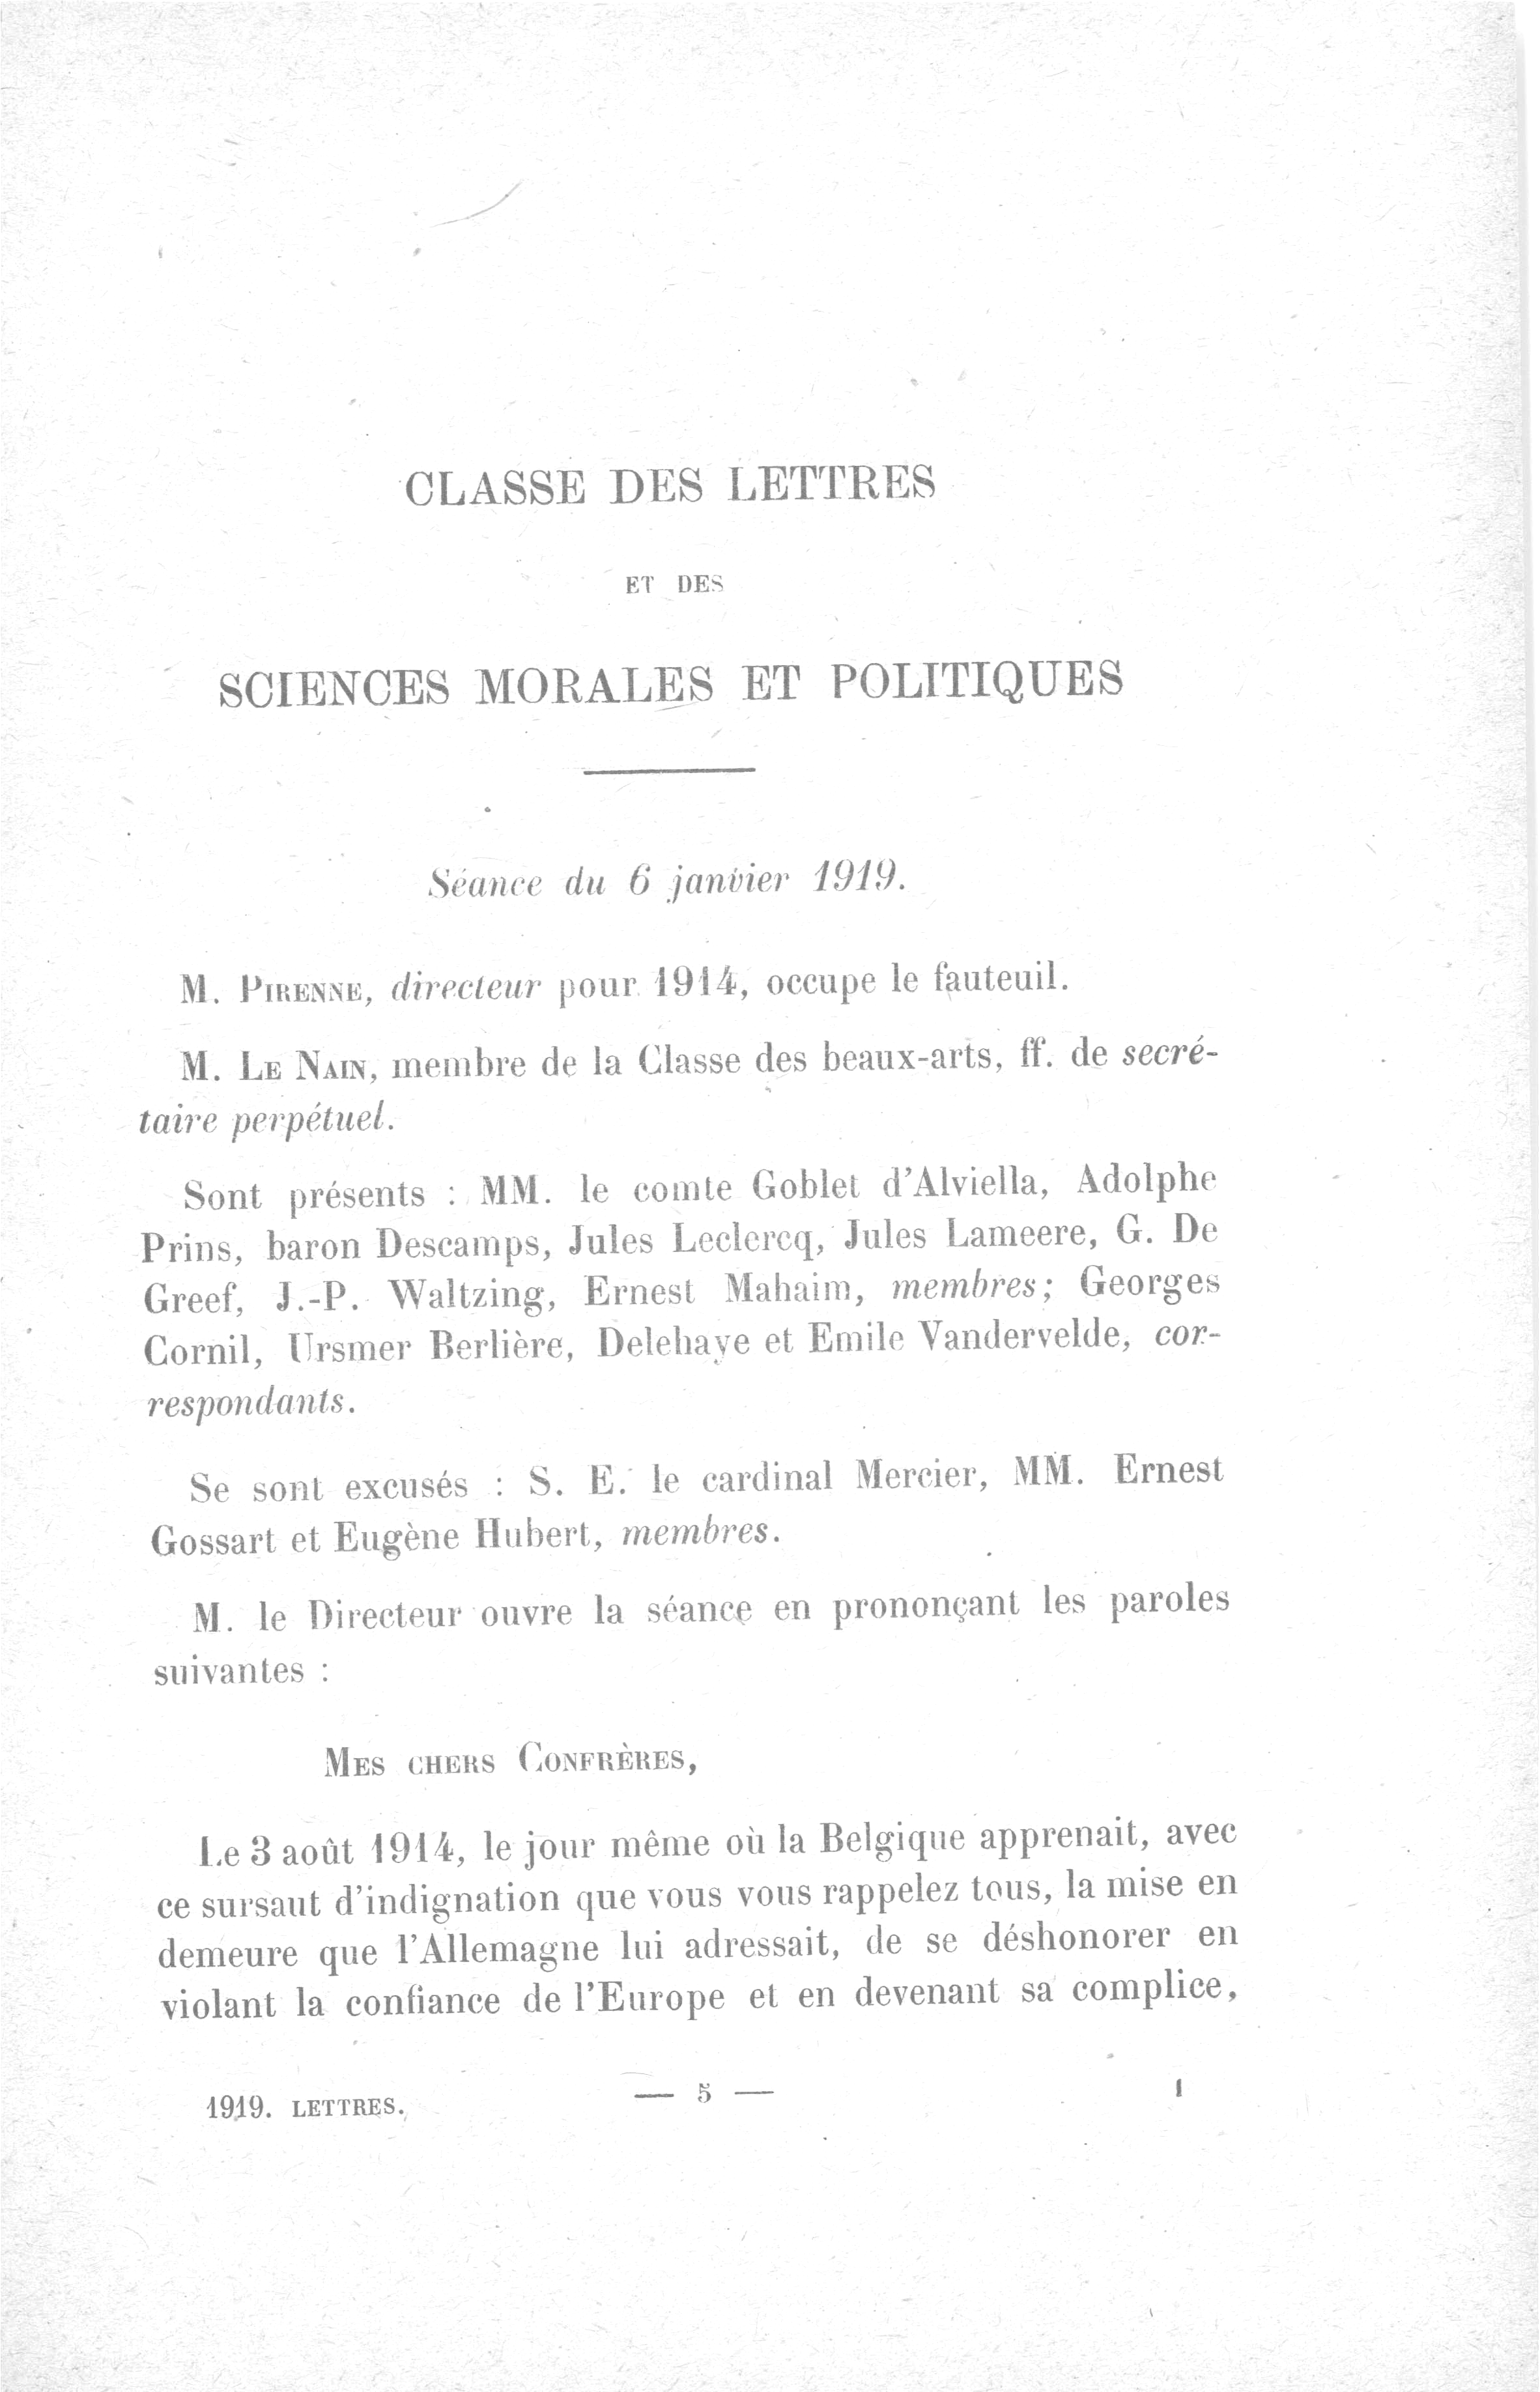 CLASSE DES LETTRES
ET DES
SCIENCES MORALES ET POLITIQUES
Séance du 6 janvier 1919.
M. PIRENNE, directeur pour 1914, occupe le fauteuil.
M. LE NAIN, membre de la Classe des beaux-arts, ff. de secré-
taire perpétuel.
Sont présents : MM. le comte Goblet d'Alviella, Adolphe
Prins, baron Descamps, Jules Leclercq, Jules Lameere, G. De
Greef, J.-P. Waltzing, Ernest Mahaim, membres; Georges
Cornil, Ursmer Berlière, Delehaye et Emile Vandervelde, cor-
respondants.
Se sont excusés : S. E. le cardinal Mercier, MM. Ernest
Gossart et Eugène Hubert, membres.
M. le Directeur ouvre la séance en prononçant les paroles
suivantes :
MES CHERS CONFRÈRES,
Le 3 août 1914, le jour même où la Belgique apprenait, avec
ce sursaut d'indignation que vous vous rappelez tous, la mise en
demeure que l'Allemagne lui adressait, de se déshonorer en
violant la confiance de l'Europe et en devenant sa complice,
1919. LETTRES. — 5 — 1